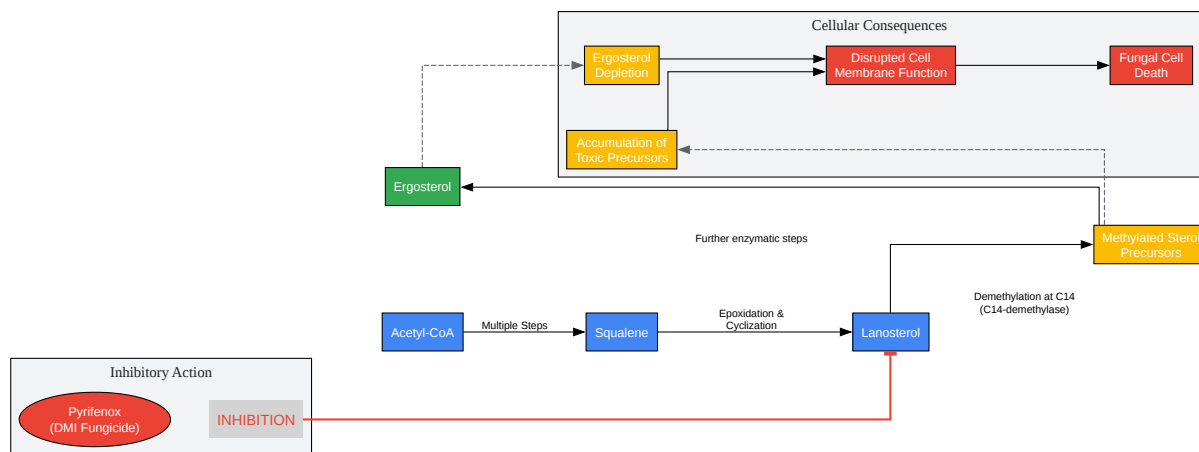 Cellular Consequences
Ergosterol
Depletion
Disrupted Cell
Membrane Function
Fungal Cell
Death
Accumulation of
Toxic Precursors
Ergosterol
Further enzymatic steps
Methylated Sterol
Precursors
Demethylation at C14
(C14-demethylase)
Acetyl-CoA
Multiple Steps
Squalene
Epoxidation &
Cyclization
Lanosterol
Inhibitory Action
Pyrifenox
(DMI Fungicide)
INHIBITION